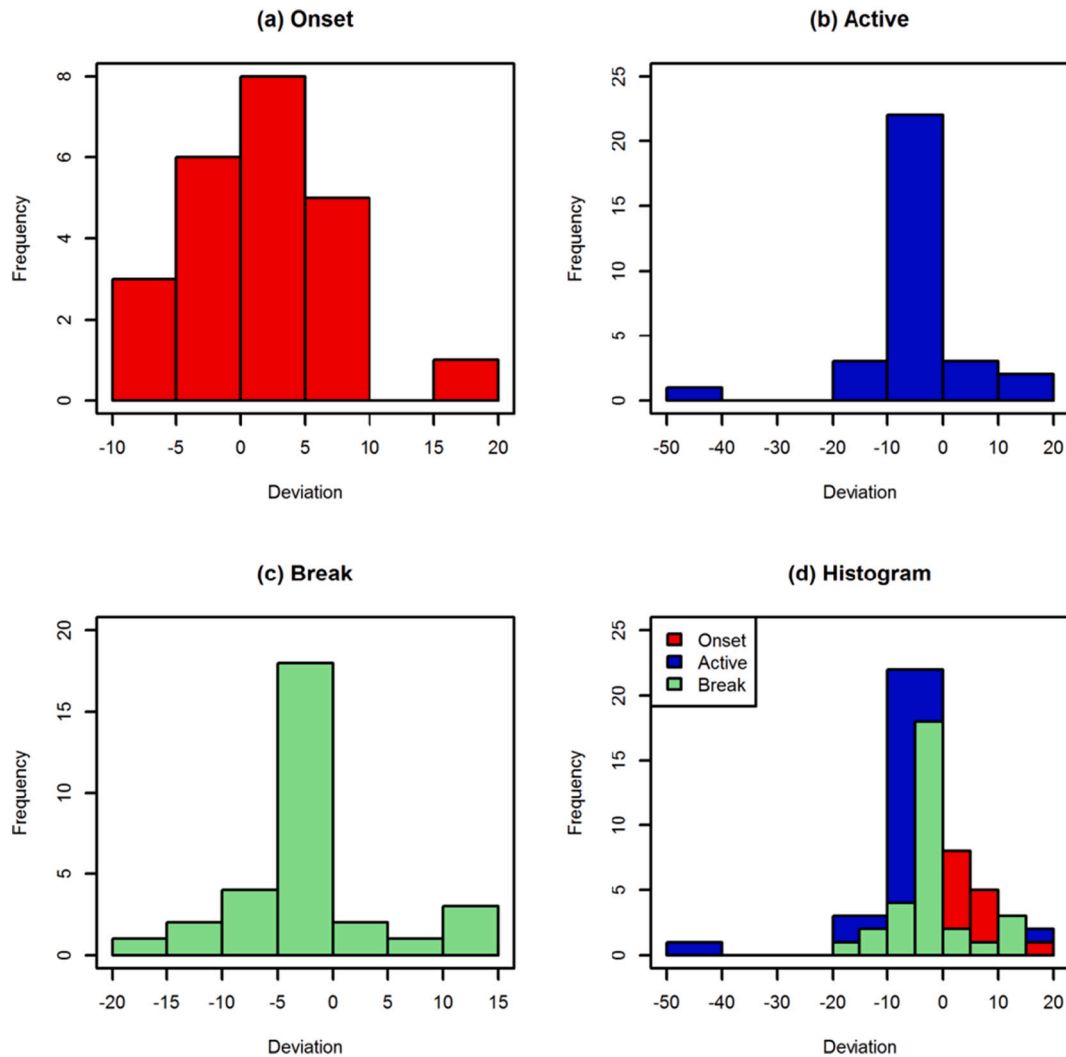 (a) Onset
Frequency
0 2 4 6 8
-10 -5 0 5 10 15 20
Deviation
(b) Active
Frequency
0 5 10 15 20 25
-50 -40 -30 -20 -10 0 10 20
Deviation
(c) Break
Frequency
0 5 10 15 20
-20 -15 -10 -5 0 5 10 15
Deviation
(d) Histogram
Onset
Active
Break
Frequency
0 5 10 15 20 25
-50 -40 -30 -20 -10 0 10 20
Deviation